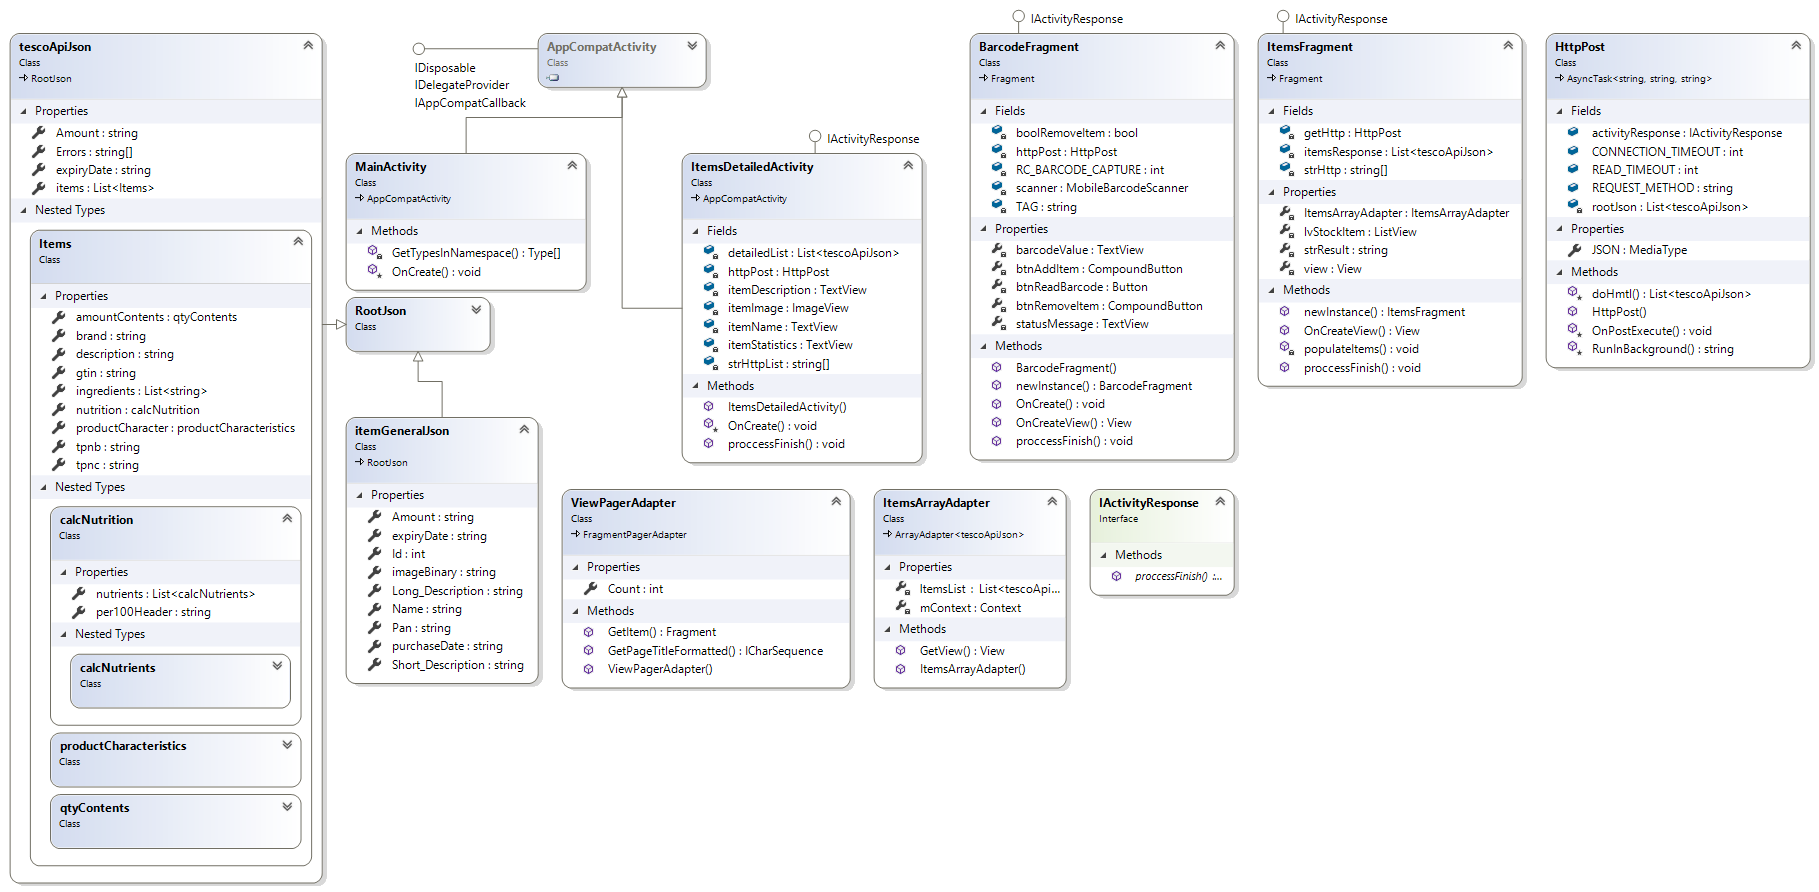 tescoApiJson
Class
RootJson
Properties
Amount : string
Errors : string[]
expiryDate : string
items : List<Items>
Nested Types
Items
Class
Properties
amountContents : qtyContents
brand : string
description : string
gtin : string
ingredients : List<string>
nutrition : calcNutrition
productCharacter : productCharacteristics
tpnb : string
tpnc : string
Nested Types
calcNutrition
Class
Properties
nutrients : List<calcNutrients>
per100Header : string
Nested Types
calcNutrients
Class
productCharacteristics
Class
qtyContents
Class
IDisposable
IDelegateProvider
IAppCompatCallback
AppCompatActivity
Class
MainActivity
Class
AppCompatActivity
Methods
GetTypesInNamespace() : Type[]
OnCreate() : void
RootJson
Class
itemGeneralJson
Class
RootJson
Properties
Amount : string
expiryDate : string
Id : int
imageBinary : string
Long_Description : string
Name : string
Pan : string
purchaseDate : string
Short_Description : string
IActivityResponse
ItemsDetailedActivity
Class
AppCompatActivity
Fields
detailedList : List<tescoApiJson>
httpPost : HttpPost
itemDescription : TextView
itemImage : ImageView
itemName : TextView
itemStatistics : TextView
strHttpList : string[]
Methods
ItemsDetailedActivity()
OnCreate() : void
proccessFinish() : void
ViewPagerAdapter
Class
FragmentPagerAdapter
Properties
Count : int
Methods
GetItem() : Fragment
GetPageTitleFormatted() : ICharSequence
ViewPagerAdapter()
ItemsArrayAdapter
Class
ArrayAdapter<tescoApiJson>
Properties
ItemsList : List<tescoApi...
mContext : Context
Methods
GetView() : View
ItemsArrayAdapter()
IActivityResponse
BarcodeFragment
Class
Fragment
Fields
boolRemoveItem : bool
httpPost : HttpPost
RC_BARCODE_CAPTURE : int
scanner : MobileBarcodeScanner
TAG : string
Properties
barcodeValue : TextView
btnAddItem : CompoundButton
btnReadBarcode : Button
btnRemoveItem : CompoundButton
statusMessage : TextView
Methods
BarcodeFragment()
newInstance() : BarcodeFragment
OnCreate() : void
OnCreateView() : View
proccessFinish() : void
IActivityResponse
Interface
Methods
proccessFinish() :...
IActivityResponse
ItemsFragment
Class
Fragment
Fields
getHttp : HttpPost
itemsResponse : List<tescoApiJson>
strHttp : string[]
Properties
ItemsArrayAdapter : ItemsArrayAdapter
lvStockItem : ListView
strResult : string
view : View
Methods
newInstance() : ItemsFragment
OnCreateView() : View
populateItems() : void
proccessFinish() : void
HttpPost
Class
AsyncTask<string, string, string>
Fields
activityResponse : IActivityResponse
CONNECTION_TIMEOUT : int
READ_TIMEOUT : int
REQUEST_METHOD : string
rootJson : List<tescoApiJson>
Properties
JSON : MediaType
Methods
doHmtl() : List<tescoApiJson>
HttpPost()
OnPostExecute() : void
RunInBackground() : string